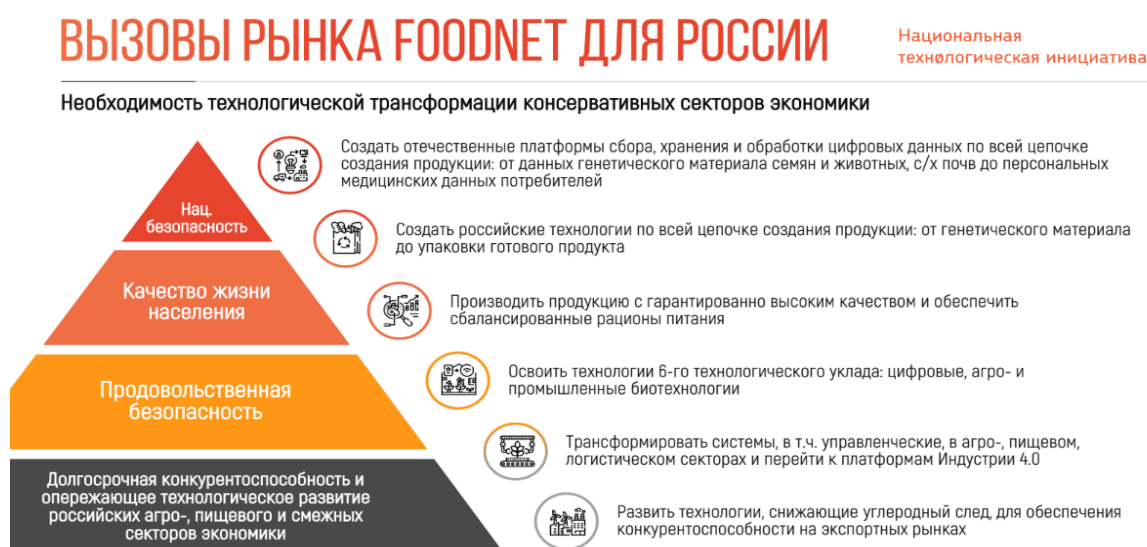 ВЫЗОВЫ РЫНКА FOODNET ДЛЯ РОССИИ
Национальная
технологическая инициатива
Необходимость технологической трансформации консервативных секторов экономики
Нац.
безопасность
Качество жизни
населения
Продовольственная
безопасность
Долгосрочная конкурентоспособность и
опережающее технологическое развитие
российских агро-, пищевого и смежных
секторов экономики
Создать отечественные платформы сбора, хранения и обработки цифровых данных по всей цепочке
создания продукции: от данных генетического материала семян и животных, с/х почв до персональных
медицинских данных потребителей
Создать российские технологии по всей цепочке создания продукции: от генетического материала
до упаковки готового продукта
Производить продукцию с гарантированно высоким качеством и обеспечить
сбалансированные рационы питания
Освоить технологии 6-го технологического уклада: цифровые, агро- и
промышленные биотехнологии
Трансформировать системы, в т.ч. управленческие, в агро-, пищевом,
логистическом секторах и перейти к платформам Индустрии 4.0
Развить технологии, снижающие углеродный след, для обеспечения
конкурентоспособности на экспортных рынках